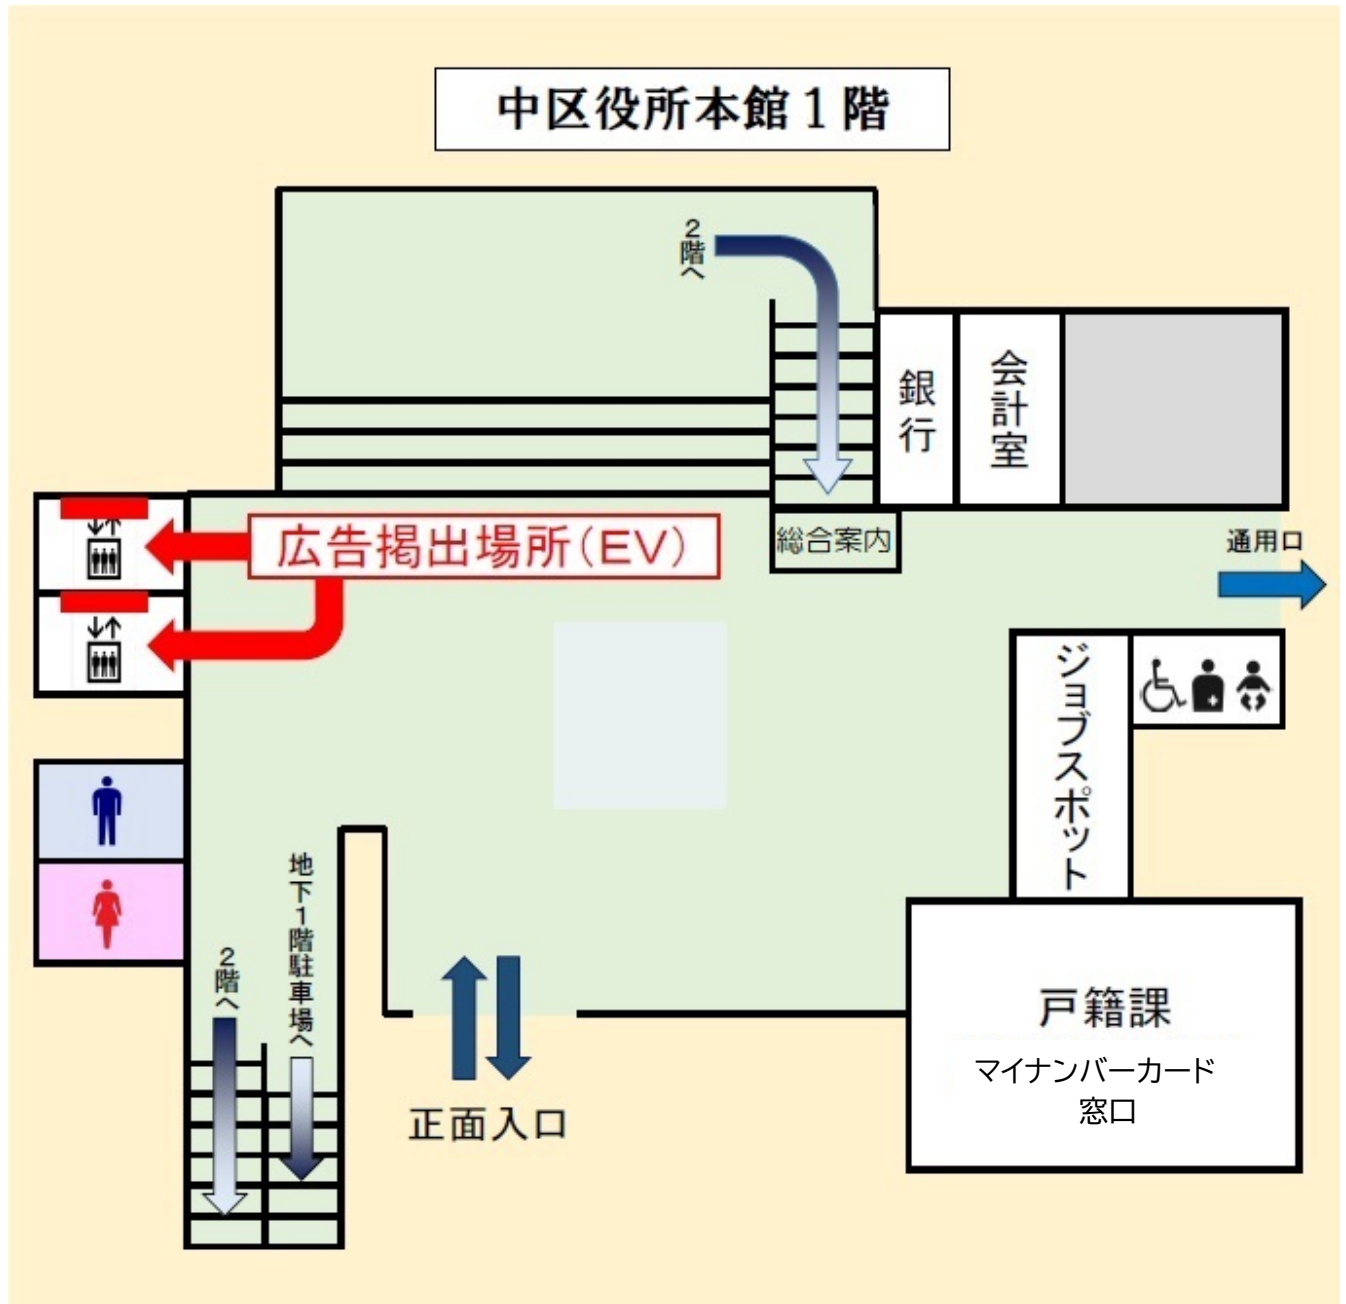 中区役所本館１階
２階へ
銀行
会計室
広告掲出場所(EV)
総合案内
通用口
ジョブスポット
地下１階駐車場へ
２階へ
正面入口
戸籍課
マイナンバーカード
窓口